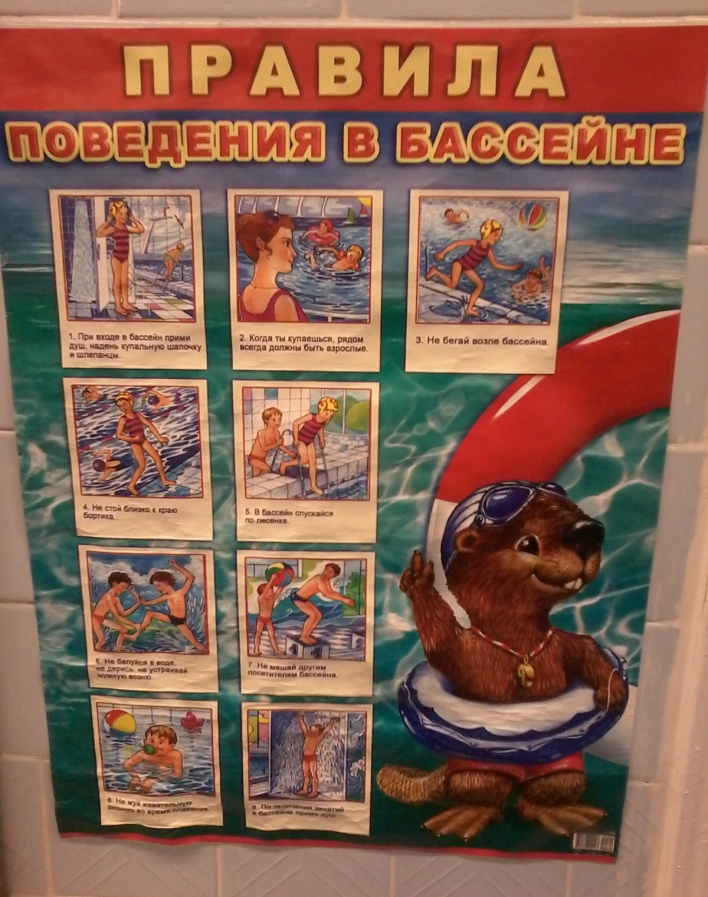 ПРАВИЛА
ПОВЕДЕНИЯ В БАССЕЙНЕ
1. При входе в бассейн прими
душ, надень купальную шапочку
и шлепанцы.
2. Когда ты купаешься, рядом
всегда должны быть взрослые.
3. Не бегай возле бассейна.
4. Не стой близко к краю
бортика.
5. В бассейн спускайся
по лесенке.
6. Не балуйся в воде,
не дерись, не устраивай
шумную возню.
7. Не мешай другим
посетителям бассейна.
8. Не жуй жевательную
резинку во время плавания.
9. По окончании занятий
в бассейне прими душ.